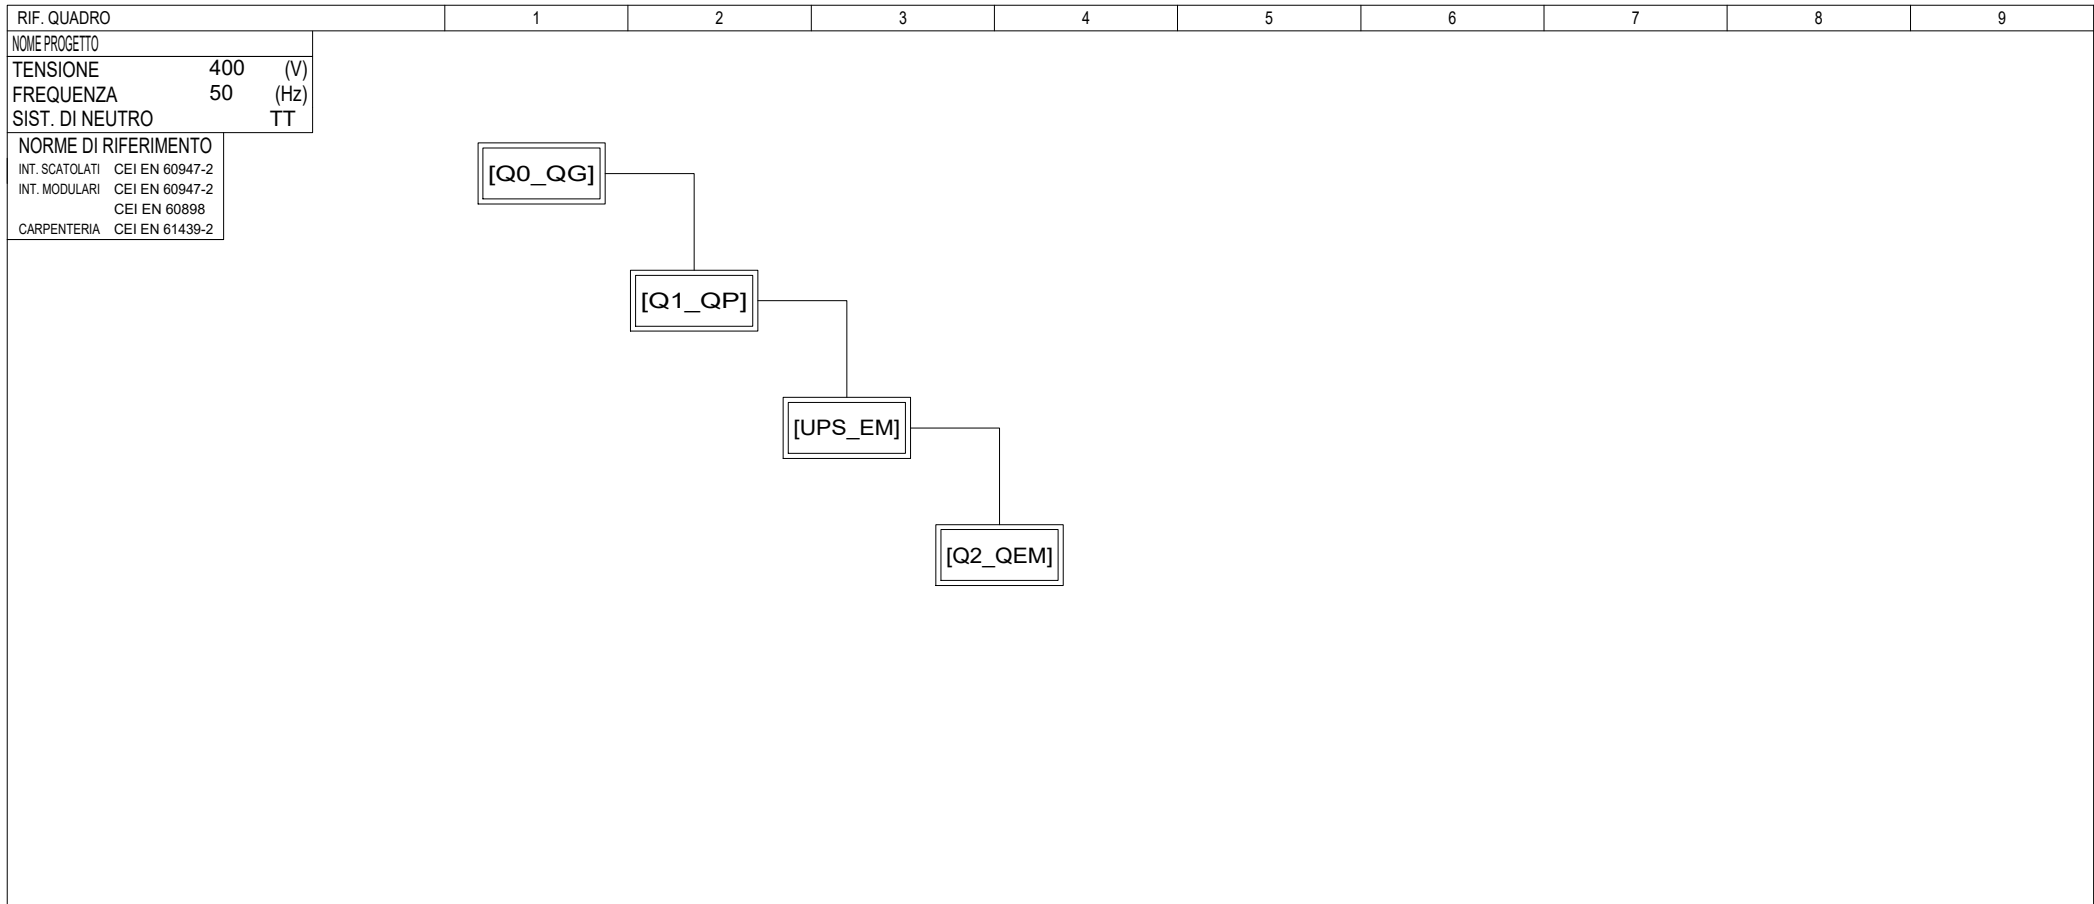 RIF. QUADRO 1 2 3 4 5 6 7 8 9
NOME PROGETTO
TENSIONE 400 (V)
FREQUENZA 50 (Hz)
SIST. DI NEUTRO TT
NORME DI RIFERIMENTO
INT. SCATOLATI CEI EN 60947-2
INT. MODULARI CEI EN 60947-2
CEI EN 60898
CARPENTERIA CEI EN 61439-2
[Q0_QG]
[Q1_QP]
[UPS_EM]
[Q2_QEM]